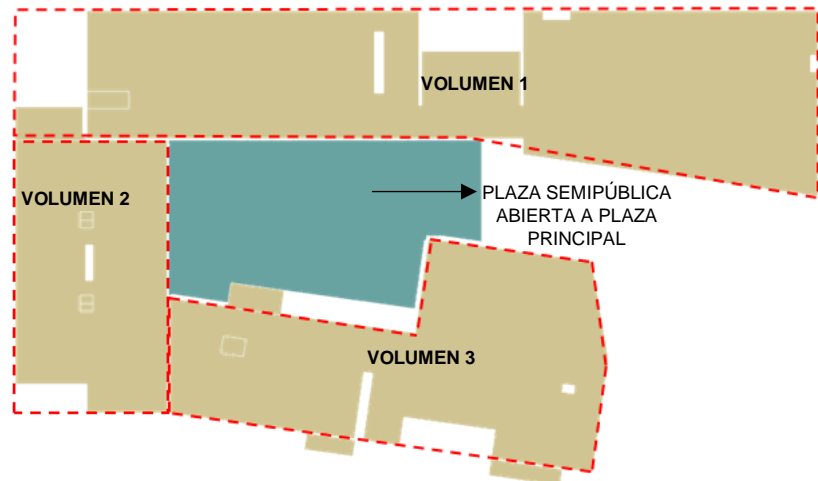 VOLUMEN 1
VOLUMEN 2
PLAZA SEMIPÚBLICA
ABIERTA A PLAZA
PRINCIPAL
VOLUMEN 3